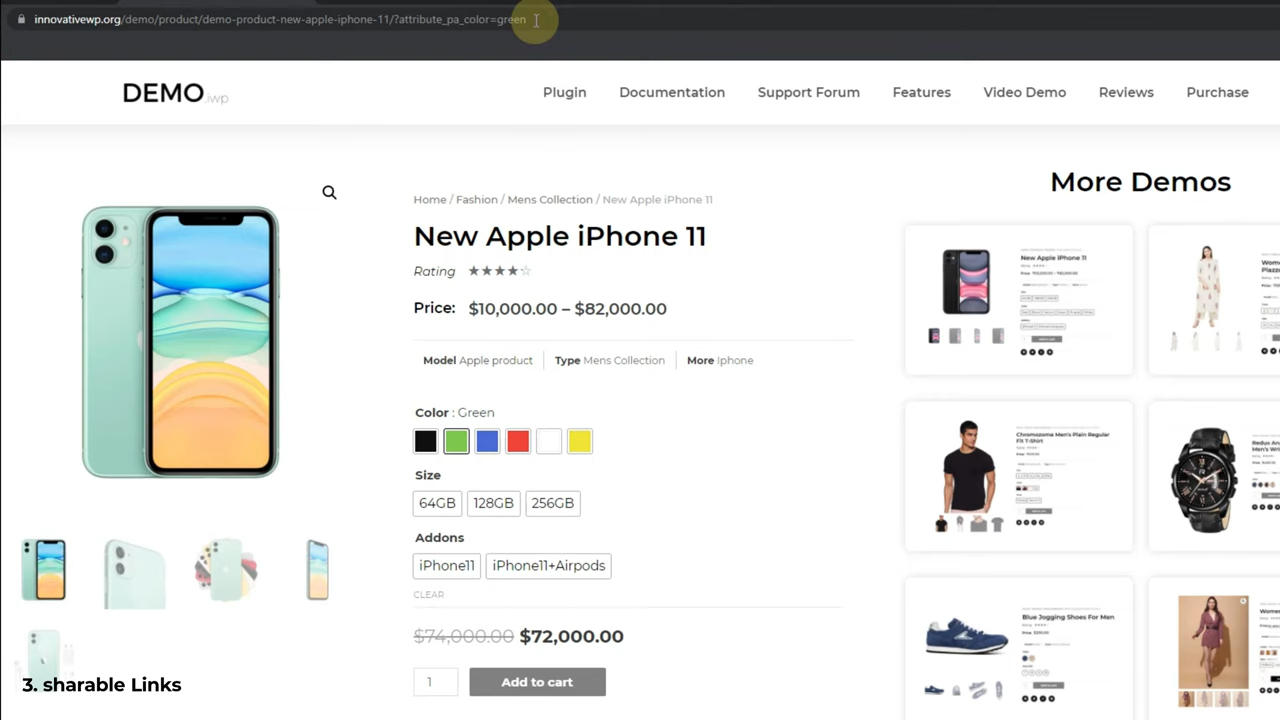 innovativewp.org/demo/product/demo-product-new-apple-iphone-11/?attribute_pa_color=green
DEMO.iwp
Plugin Documentation Support Forum Features Video Demo Reviews Purchase
Home / Fashion / Mens Collection / New Apple iPhone 11
New Apple iPhone 11
Rating ★★★★☆
Price: $10,000.00 – $82,000.00
Model Apple product Type Mens Collection More Iphone
Color : Green
Size
64GB 128GB 256GB
Addons
iPhone11 iPhone11+Airpods
CLEAR
$74,000.00 $72,000.00
1 Add to cart
3. sharable Links
More Demos
New Apple iPhone 11
Chromozome Men's Plain Regular
Fit T-Shirt
Blue Jogging Shoes For Men